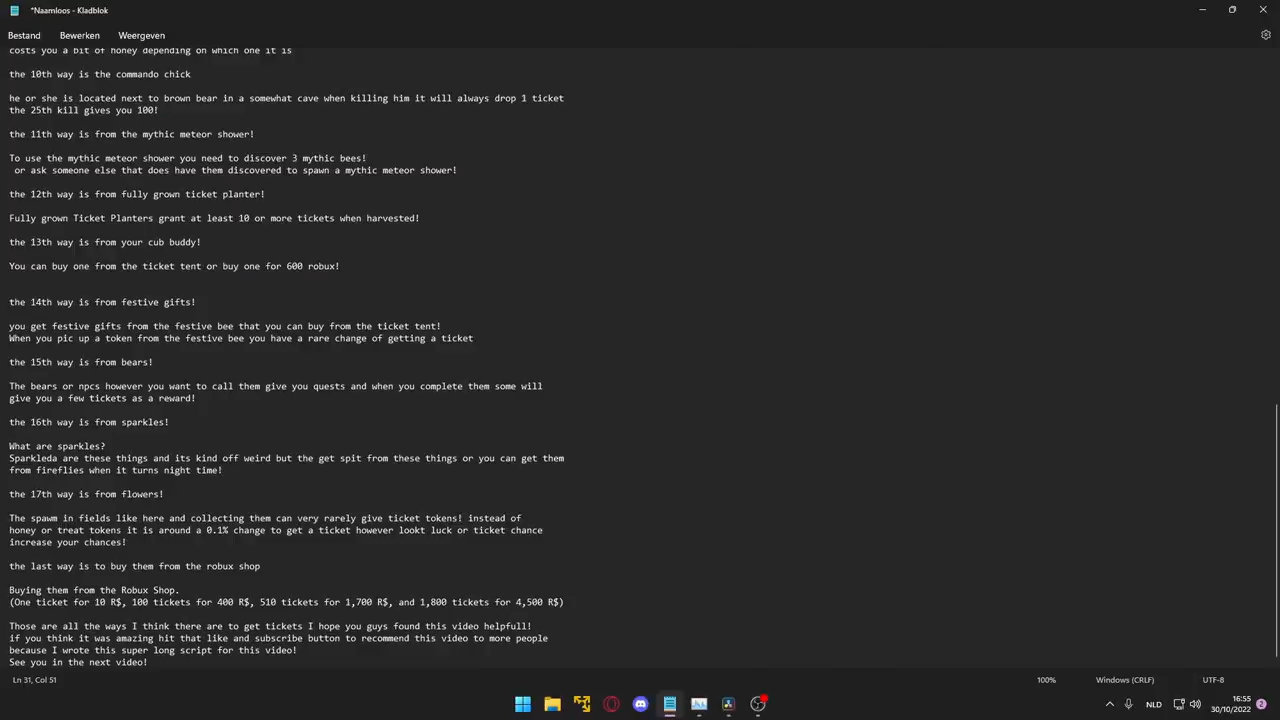 *Naamloos - Kladblok
Bestand Bewerken Weergeven
costs you a bit of honey depending on which one it is
the 10th way is the commando chick
he or she is located next to brown bear in a somewhat cave when killing him it will always drop 1 ticket
the 25th kill gives you 100!
the 11th way is from the mythic meteor shower!
To use the mythic meteor shower you need to discover 3 mythic bees!
or ask someone else that does have them discovered to spawn a mythic meteor shower!
the 12th way is from fully grown ticket planter!
Fully grown Ticket Planters grant at least 10 or more tickets when harvested!
the 13th way is from your cub buddy!
You can buy one from the ticket tent or buy one for 600 robux!
the 14th way is from festive gifts!
you get festive gifts from the festive bee that you can buy from the ticket tent!
When you pic up a token from the festive bee you have a rare change of getting a ticket
the 15th way is from bears!
The bears or npcs however you want to call them give you quests and when you complete them some will
give you a few tickets as a reward!
the 16th way is from sparkles!
What are sparkles?
Sparkleda are these things and its kind off weird but the get spit from these things or you can get them
from fireflies when it turns night time!
the 17th way is from flowers!
The spawm in fields like here and collecting them can very rarely give ticket tokens! instead of
honey or treat tokens it is around a 0.1% change to get a ticket however lookt luck or ticket chance
increase your chances!
the last way is to buy them from the robux shop
Buying them from the Robux Shop.
(One ticket for 10 R$, 100 tickets for 400 R$, 510 tickets for 1,700 R$, and 1,800 tickets for 4,500 R$)
Those are all the ways I think there are to get tickets I hope you guys found this video helpfull!
if you think it was amazing hit that like and subscribe button to recommend this video to more people
because I wrote this super long script for this video!
See you in the next video!
Ln 31, Col 51 100% Windows (CRLF) UTF-8
NLD 16:55
30/10/2022 2